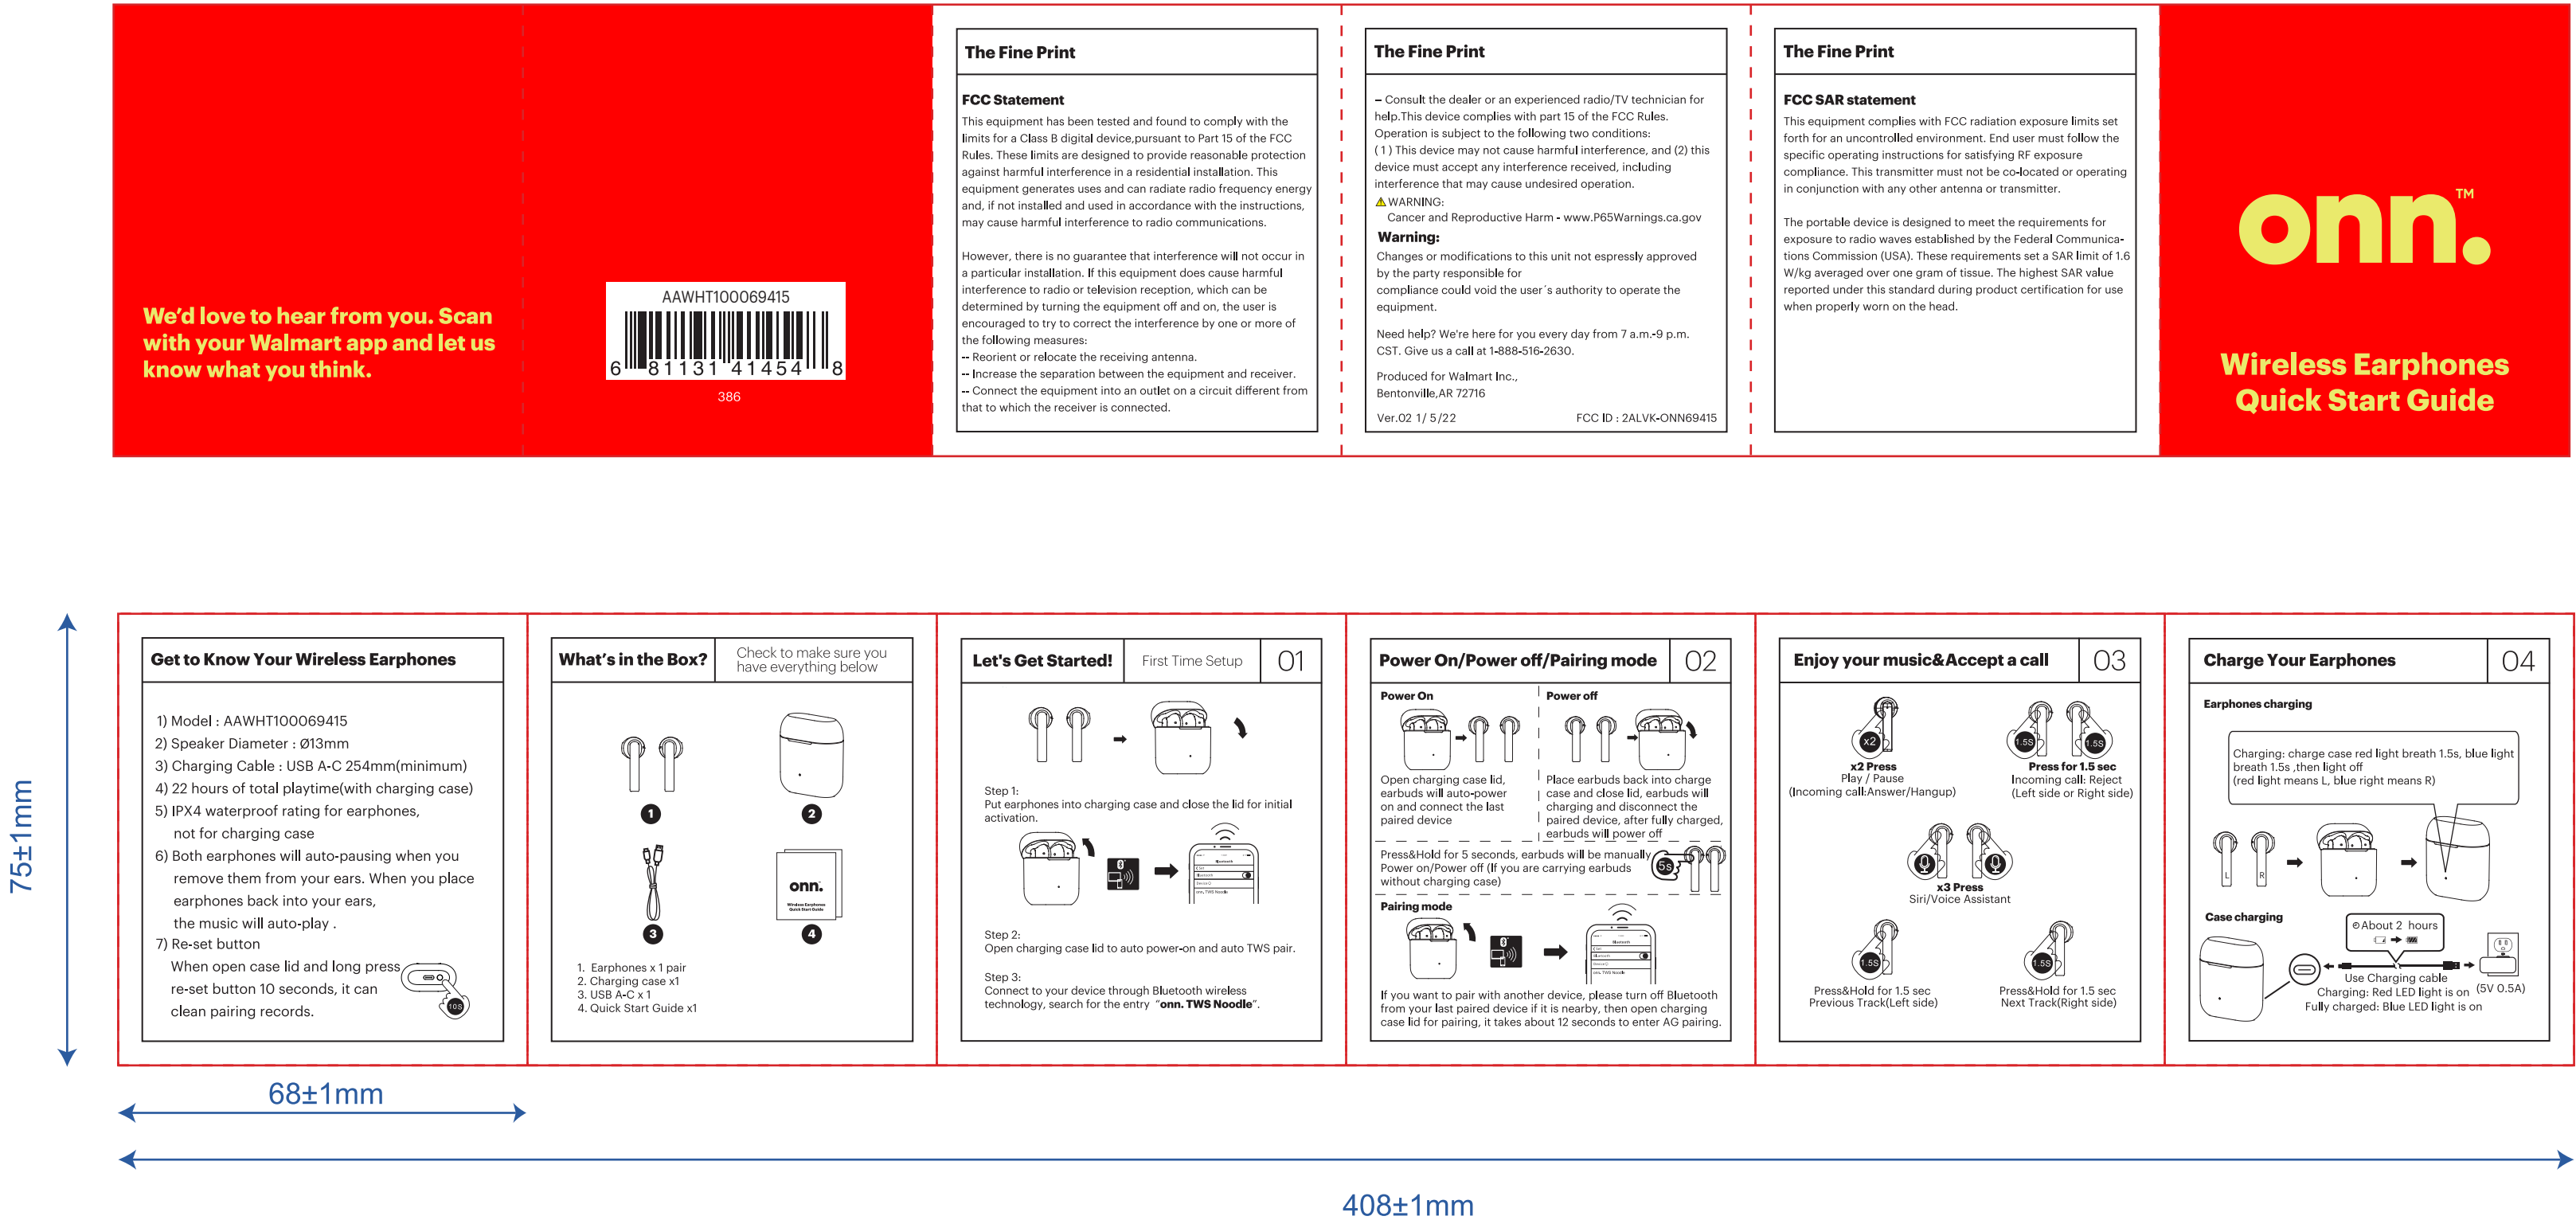 We'd love to hear from you. Scan
with your Walmart app and let us
know what you think.
AAWHT100069415
6 81131 41454 8
386
The Fine Print
FCC Statement
This equipment has been tested and found to comply with the
limits for a Class B digital device,pursuant to Part 15 of the FCC
Rules. These limits are designed to provide reasonable protection
against harmful interference in a residential installation. This
equipment generates uses and can radiate radio frequency energy
and, if not installed and used in accordance with the instructions,
may cause harmful interference to radio communications.
However, there is no guarantee that interference will not occur in
a particular installation. If this equipment does cause harmful
interference to radio or television reception, which can be
determined by turning the equipment off and on, the user is
encouraged to try to correct the interference by one or more of
the following measures:
-- Reorient or relocate the receiving antenna.
-- Increase the separation between the equipment and receiver.
-- Connect the equipment into an outlet on a circuit different from
that to which the receiver is connected.
The Fine Print
– Consult the dealer or an experienced radio/TV technician for
help.This device complies with part 15 of the FCC Rules.
Operation is subject to the following two conditions:
( 1 ) This device may not cause harmful interference, and (2) this
device must accept any interference received, including
interference that may cause undesired operation.
WARNING:
Cancer and Reproductive Harm - www.P65Warnings.ca.gov
Warning:
Changes or modifications to this unit not espressly approved
by the party responsible for
compliance could void the user´s authority to operate the
equipment.
Need help? We're here for you every day from 7 a.m.-9 p.m.
CST. Give us a call at 1-888-516-2630.
Produced for Walmart Inc.,
Bentonville,AR 72716
Ver.02 1/ 5/22 FCC ID : 2ALVK-ONN69415
The Fine Print
FCC SAR statement
This equipment complies with FCC radiation exposure limits set
forth for an uncontrolled environment. End user must follow the
specific operating instructions for satisfying RF exposure
compliance. This transmitter must not be co-located or operating
in conjunction with any other antenna or transmitter.
The portable device is designed to meet the requirements for
exposure to radio waves established by the Federal Communica-
tions Commission (USA). These requirements set a SAR limit of 1.6
W/kg averaged over one gram of tissue. The highest SAR value
reported under this standard during product certification for use
when properly worn on the head.
onn.™
Wireless Earphones
Quick Start Guide
75±1mm
Get to Know Your Wireless Earphones
1) Model : AAWHT100069415
2) Speaker Diameter : Ø13mm
3) Charging Cable : USB A-C 254mm(minimum)
4) 22 hours of total playtime(with charging case)
5) IPX4 waterproof rating for earphones,
not for charging case
6) Both earphones will auto-pausing when you
remove them from your ears. When you place
earphones back into your ears,
the music will auto-play .
7) Re-set button
When open case lid and long press
re-set button 10 seconds, it can
clean pairing records.
10S
What's in the Box?
Check to make sure you
have everything below
1
2
3
onn.
Wireless Earphones
Quick Start Guide
4
1. Earphones x 1 pair
2. Charging case x1
3. USB A-C x 1
4. Quick Start Guide x1
Let's Get Started! First Time Setup 01
Step 1:
Put earphones into charging case and close the lid for initial
activation.
Bluetooth
Bluetooth
onn. TWS Noodle
Step 2:
Open charging case lid to auto power-on and auto TWS pair.
Step 3:
Connect to your device through Bluetooth wireless
technology, search for the entry “onn. TWS Noodle”.
Power On/Power off/Pairing mode 02
Power On
Open charging case lid,
earbuds will auto-power
on and connect the last
paired device
Power off
Place earbuds back into charge
case and close lid, earbuds will
charging and disconnect the
paired device, after fully charged,
earbuds will power off
Press&Hold for 5 seconds, earbuds will be manually
Power on/Power off (If you are carrying earbuds
without charging case)
5s
Pairing mode
Bluetooth
Bluetooth
onn. TWS Noodle
If you want to pair with another device, please turn off Bluetooth
from your last paired device if it is nearby, then open charging
case lid for pairing, it takes about 12 seconds to enter AG pairing.
Enjoy your music&Accept a call 03
x2
x2 Press
Play / Pause
(Incoming call:Answer/Hangup)
1.5S 1.5S
Press for 1.5 sec
Incoming call: Reject
(Left side or Right side)
x3 Press
Siri/Voice Assistant
1.5S
Press&Hold for 1.5 sec
Previous Track(Left side)
1.5S
Press&Hold for 1.5 sec
Next Track(Right side)
Charge Your Earphones 04
Earphones charging
Charging: charge case red light breath 1.5s, blue light
breath 1.5s ,then light off
(red light means L, blue right means R)
L R
Case charging
About 2 hours
Use Charging cable
Charging: Red LED light is on
(5V 0.5A)
Fully charged: Blue LED light is on
68±1mm
408±1mm